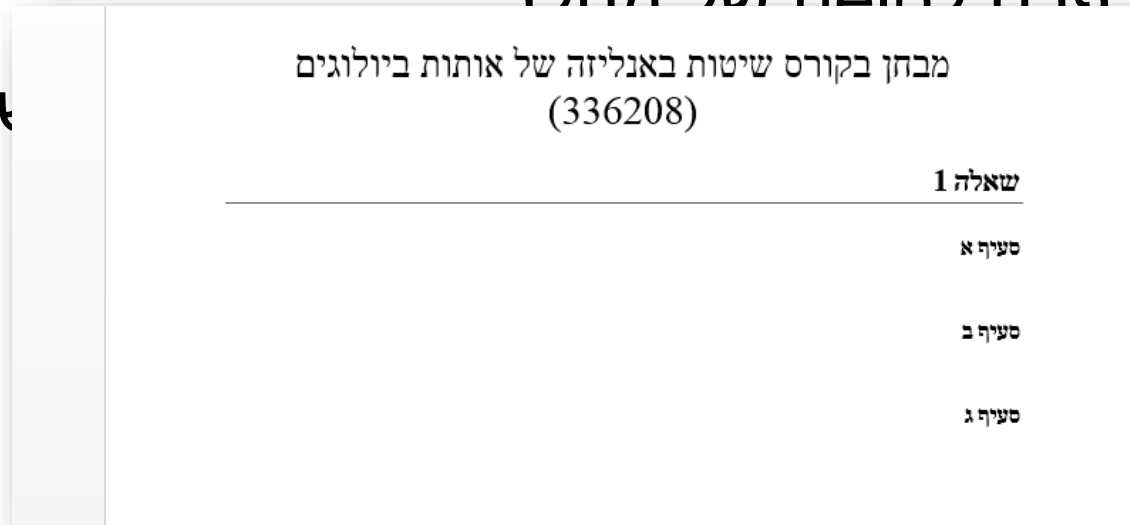 מבחן בקורס שיטות באנליזה של אותות ביולוגים
(336208)
שאלה 1
סעיף א
סעיף ב
סעיף ג